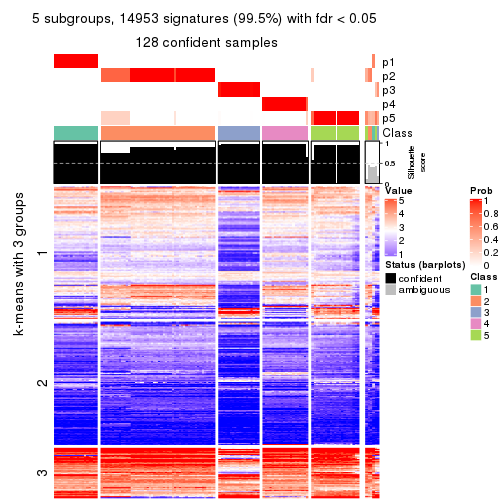 5 subgroups, 14953 signatures (99.5%) with fdr < 0.05
128 confident samples
p1
p2
p3
p4
p5
Class
1
0.5
0
Silhouette
score
k-means with 3 groups
1
2
3
Value
5
4
3
2
1
Status (barplots)
confident
ambiguous
Prob
1
0.8
0.6
0.4
0.2
0
Class
1
2
3
4
5